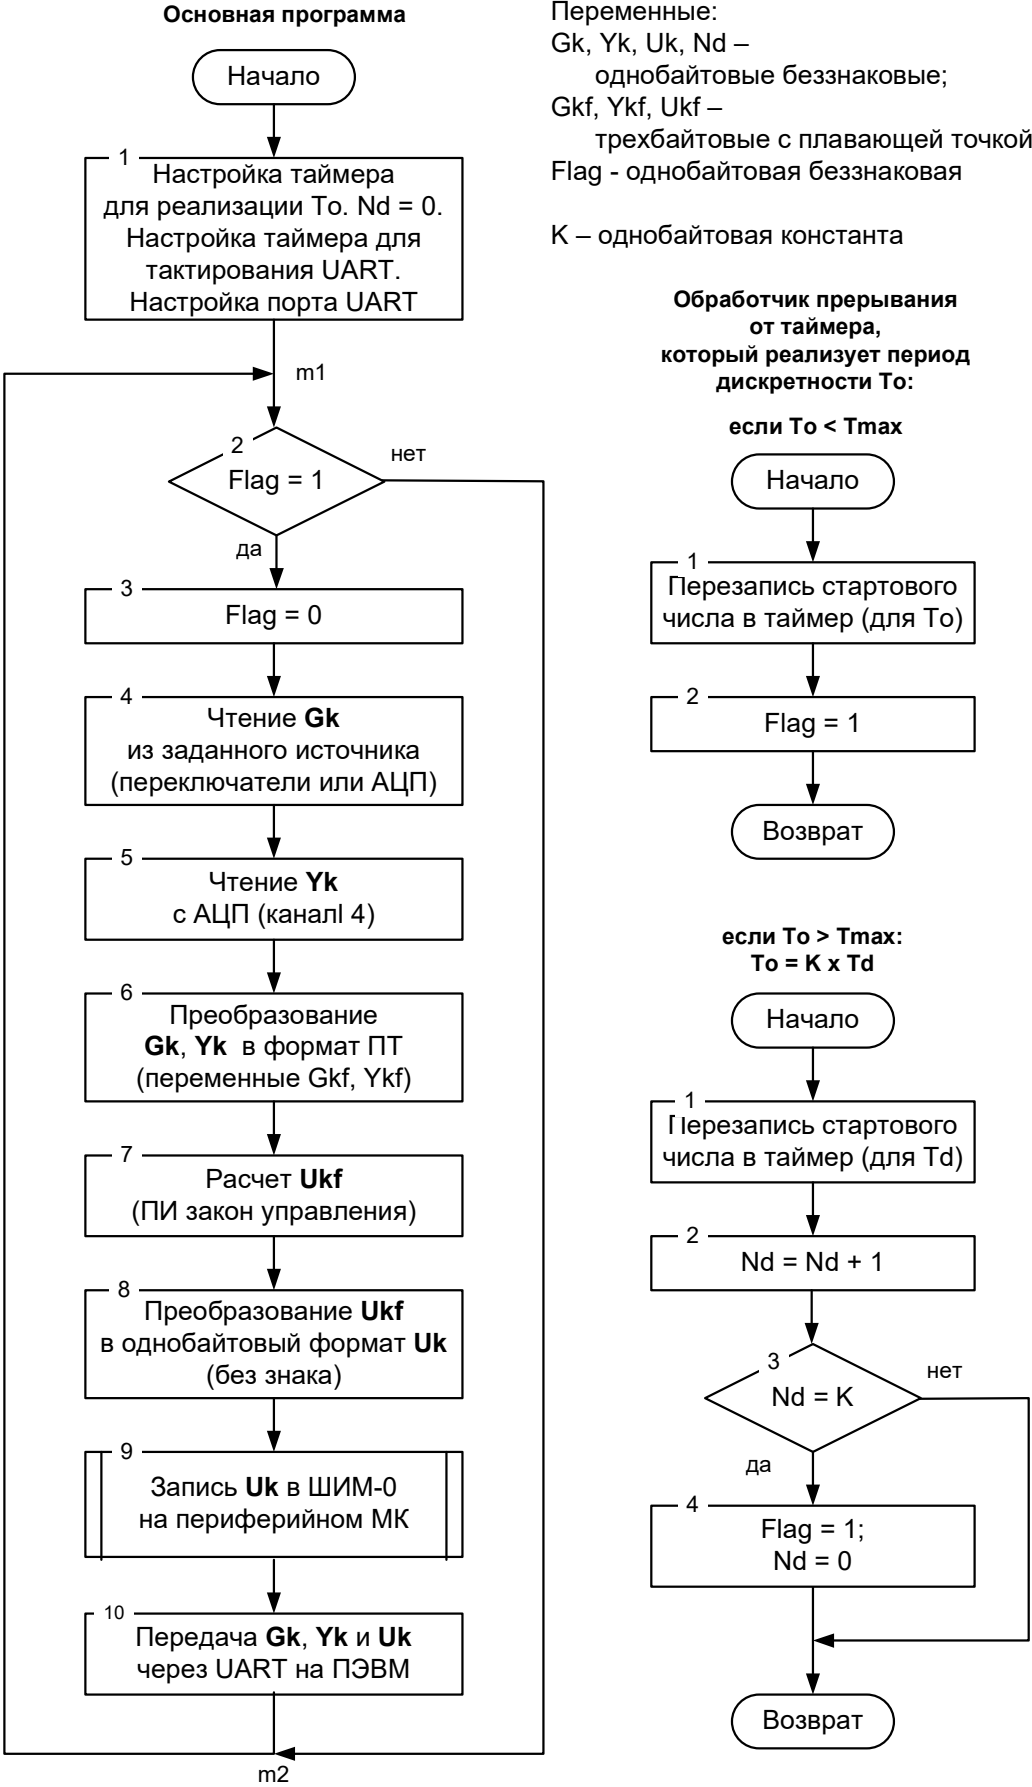 Основная программа
Начало
1
Настройка таймера
для реализации To. Nd = 0.
Настройка таймера для
тактирования UART.
Настройка порта UART
m1
2
Flag = 1
нет
да
3
Flag = 0
4
Чтение Gk
из заданного источника
(переключатели или АЦП)
5
Чтение Yk
с АЦП (каналl 4)
6
Преобразование
Gk, Yk в формат ПТ
(переменные Gkf, Ykf)
7
Расчет Ukf
(ПИ закон управления)
8
Преобразование Ukf
в однобайтовый формат Uk
(без знака)
9
Запись Uk в ШИМ-0
на периферийном МК
10
Передача Gk, Yk и Uk
через UART на ПЭВМ
m2
Переменные:
Gk, Yk, Uk, Nd –
однобайтовые беззнаковые;
Gkf, Ykf, Ukf –
трехбайтовые с плавающей точкой
Flag - однобайтовая беззнаковая
K – однобайтовая константа
Обработчик прерывания
от таймера,
который реализует период
дискретности To:
если To < Tmax
Начало
1
Перезапись стартового
числа в таймер (для To)
2
Flag = 1
Возврат
если To > Tmax:
To = K x Td
Начало
1
Перезапись стартового
числа в таймер (для Td)
2
Nd = Nd + 1
3
Nd = K
нет
да
4
Flag = 1;
Nd = 0
Возврат